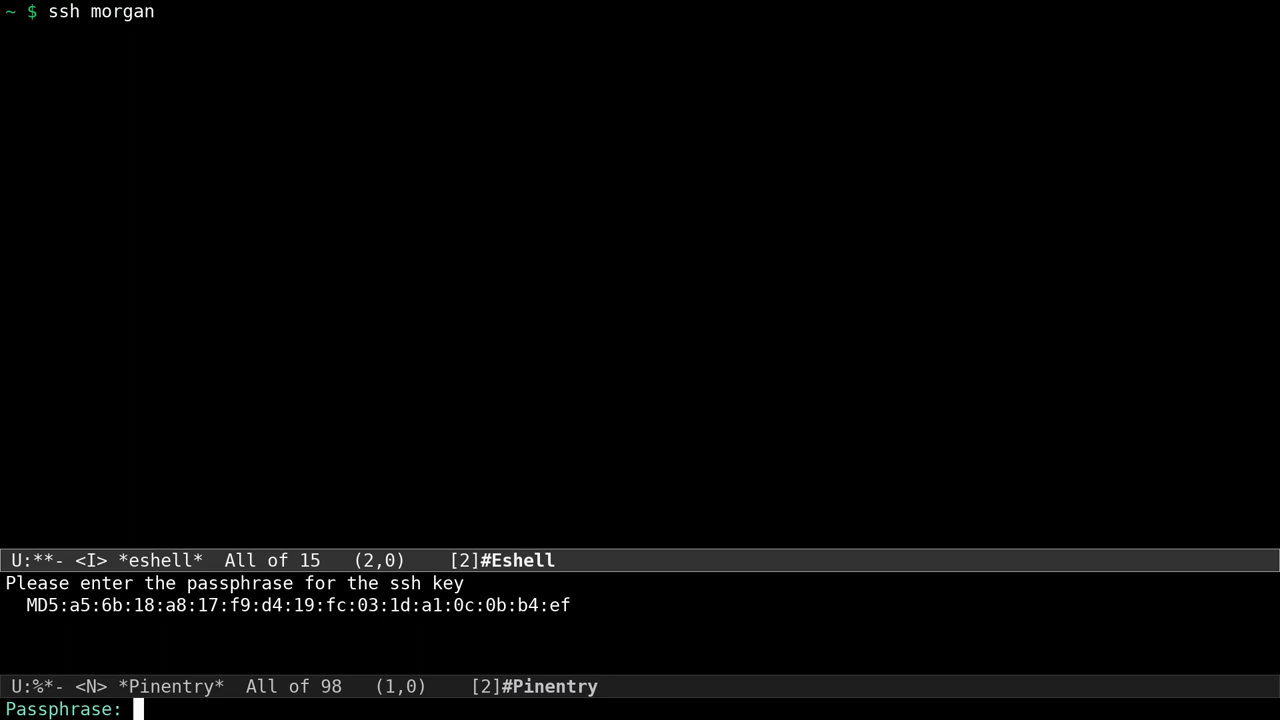 ~ $ ssh morgan
U:**- <I> *eshell* All of 15 (2,0) [2]#Eshell
Please enter the passphrase for the ssh key
MD5:a5:6b:18:a8:17:f9:d4:19:fc:03:1d:a1:0c:0b:b4:ef
U:%*- <N> *Pinentry* All of 98 (1,0) [2]#Pinentry
Passphrase: